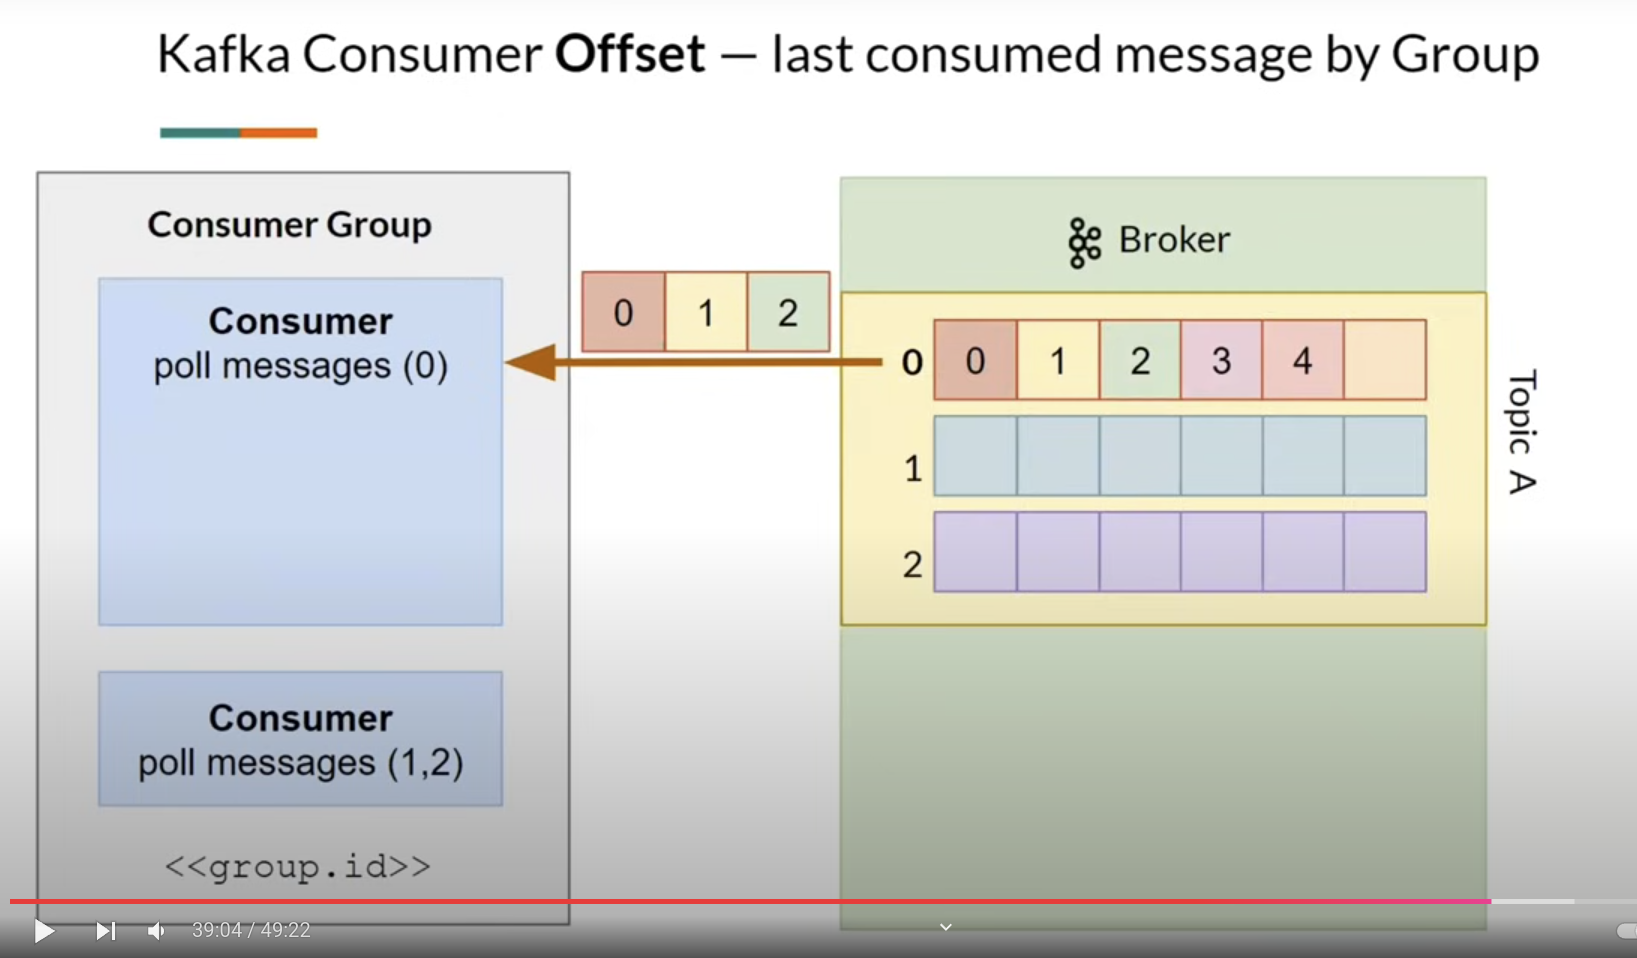 Kafka Consumer Offset — last consumed message by Group
Consumer Group
Consumer
poll messages (0)
0 1 2
Broker
0 0 1 2 3 4
1
2
Topic A
Consumer
poll messages (1,2)
<<group.id>>
39:04 / 49:22